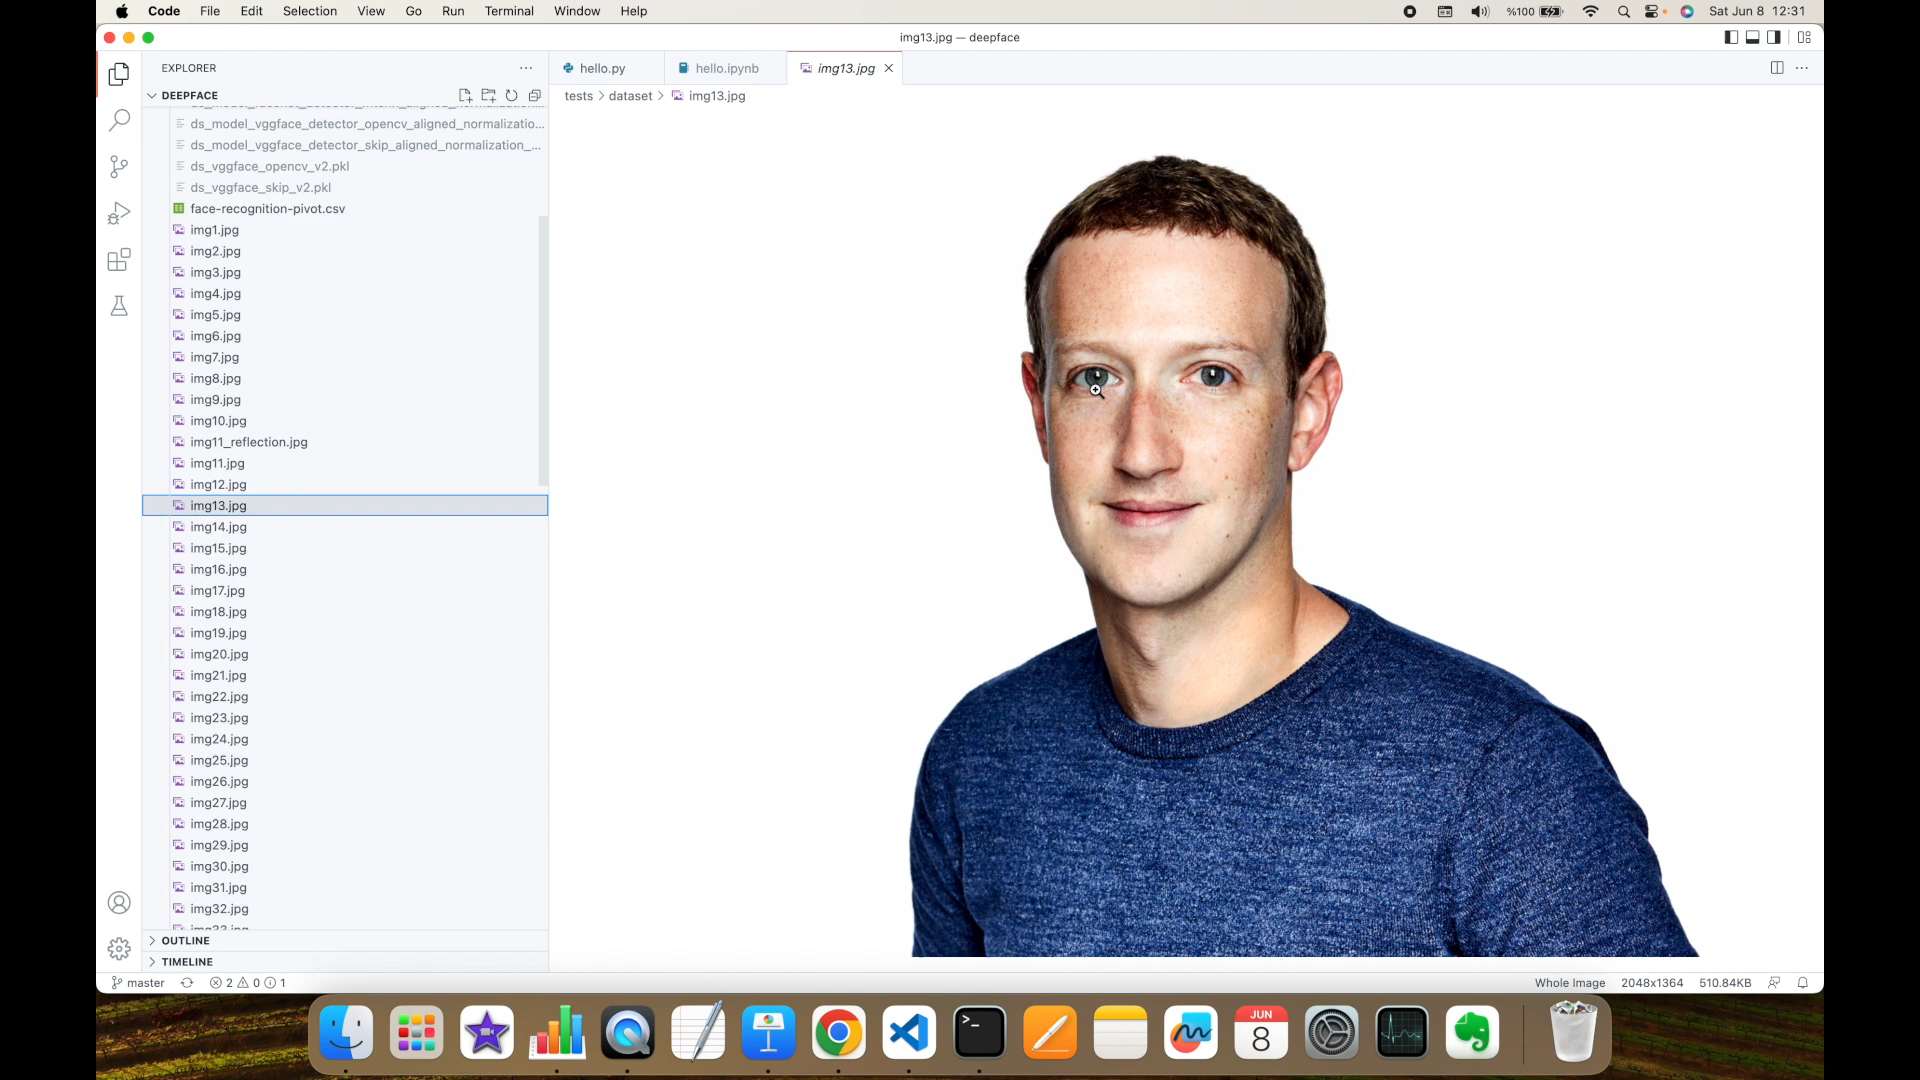 Code File Edit Selection View Go Run Terminal Window Help %100 Sat Jun 8 12:31
img13.jpg — deepface
EXPLORER
hello.py hello.ipynb img13.jpg
DEEPFACE
tests > dataset > img13.jpg
ds_model_vggface_detector_opencv_aligned_normalizatio...
ds_model_vggface_detector_skip_aligned_normalization_...
ds_vggface_opencv_v2.pkl
ds_vggface_skip_v2.pkl
face-recognition-pivot.csv
img1.jpg
img2.jpg
img3.jpg
img4.jpg
img5.jpg
img6.jpg
img7.jpg
img8.jpg
img9.jpg
img10.jpg
img11_reflection.jpg
img11.jpg
img12.jpg
img13.jpg
img14.jpg
img15.jpg
img16.jpg
img17.jpg
img18.jpg
img19.jpg
img20.jpg
img21.jpg
img22.jpg
img23.jpg
img24.jpg
img25.jpg
img26.jpg
img27.jpg
img28.jpg
img29.jpg
img30.jpg
img31.jpg
img32.jpg
OUTLINE
TIMELINE
master 2 0 1 Whole Image 2048x1364 510.84KB
JUN
8